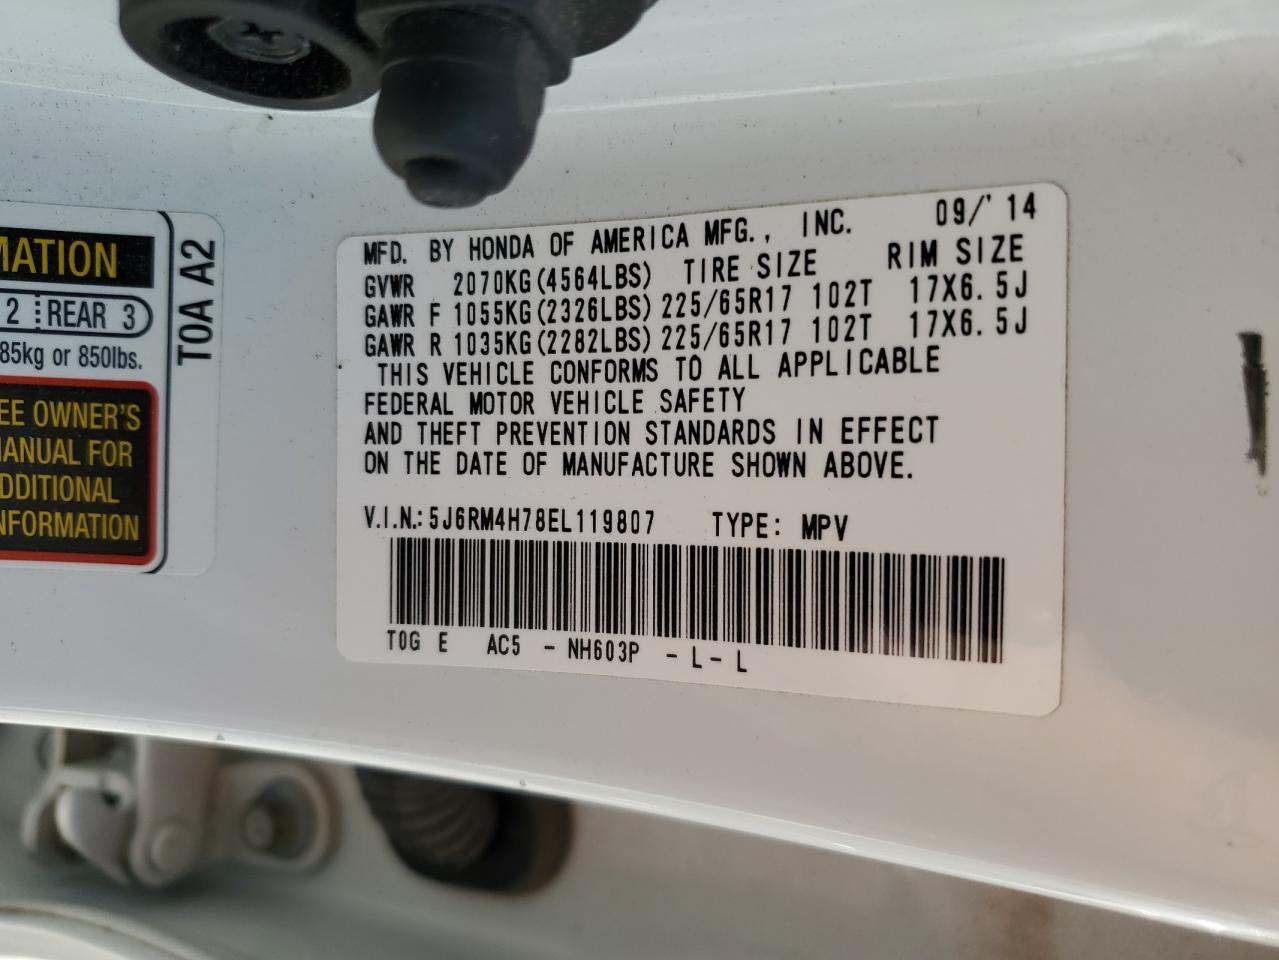 MATION
2 REAR 3
85kg or 850lbs.
EE OWNER'S
ANUAL FOR
DDITIONAL
NFORMATION
T0A A2
MFD. BY HONDA OF AMERICA MFG., INC. 09/'14
GVWR 2070KG(4564LBS) TIRE SIZE RIM SIZE
GAWR F 1055KG(2326LBS) 225/65R17 102T 17X6.5J
GAWR R 1035KG(2282LBS) 225/65R17 102T 17X6.5J
THIS VEHICLE CONFORMS TO ALL APPLICABLE
FEDERAL MOTOR VEHICLE SAFETY
AND THEFT PREVENTION STANDARDS IN EFFECT
ON THE DATE OF MANUFACTURE SHOWN ABOVE.
V.I.N.: 5J6RM4H78EL119807 TYPE: MPV
T0G E AC5 - NH603P - L - L